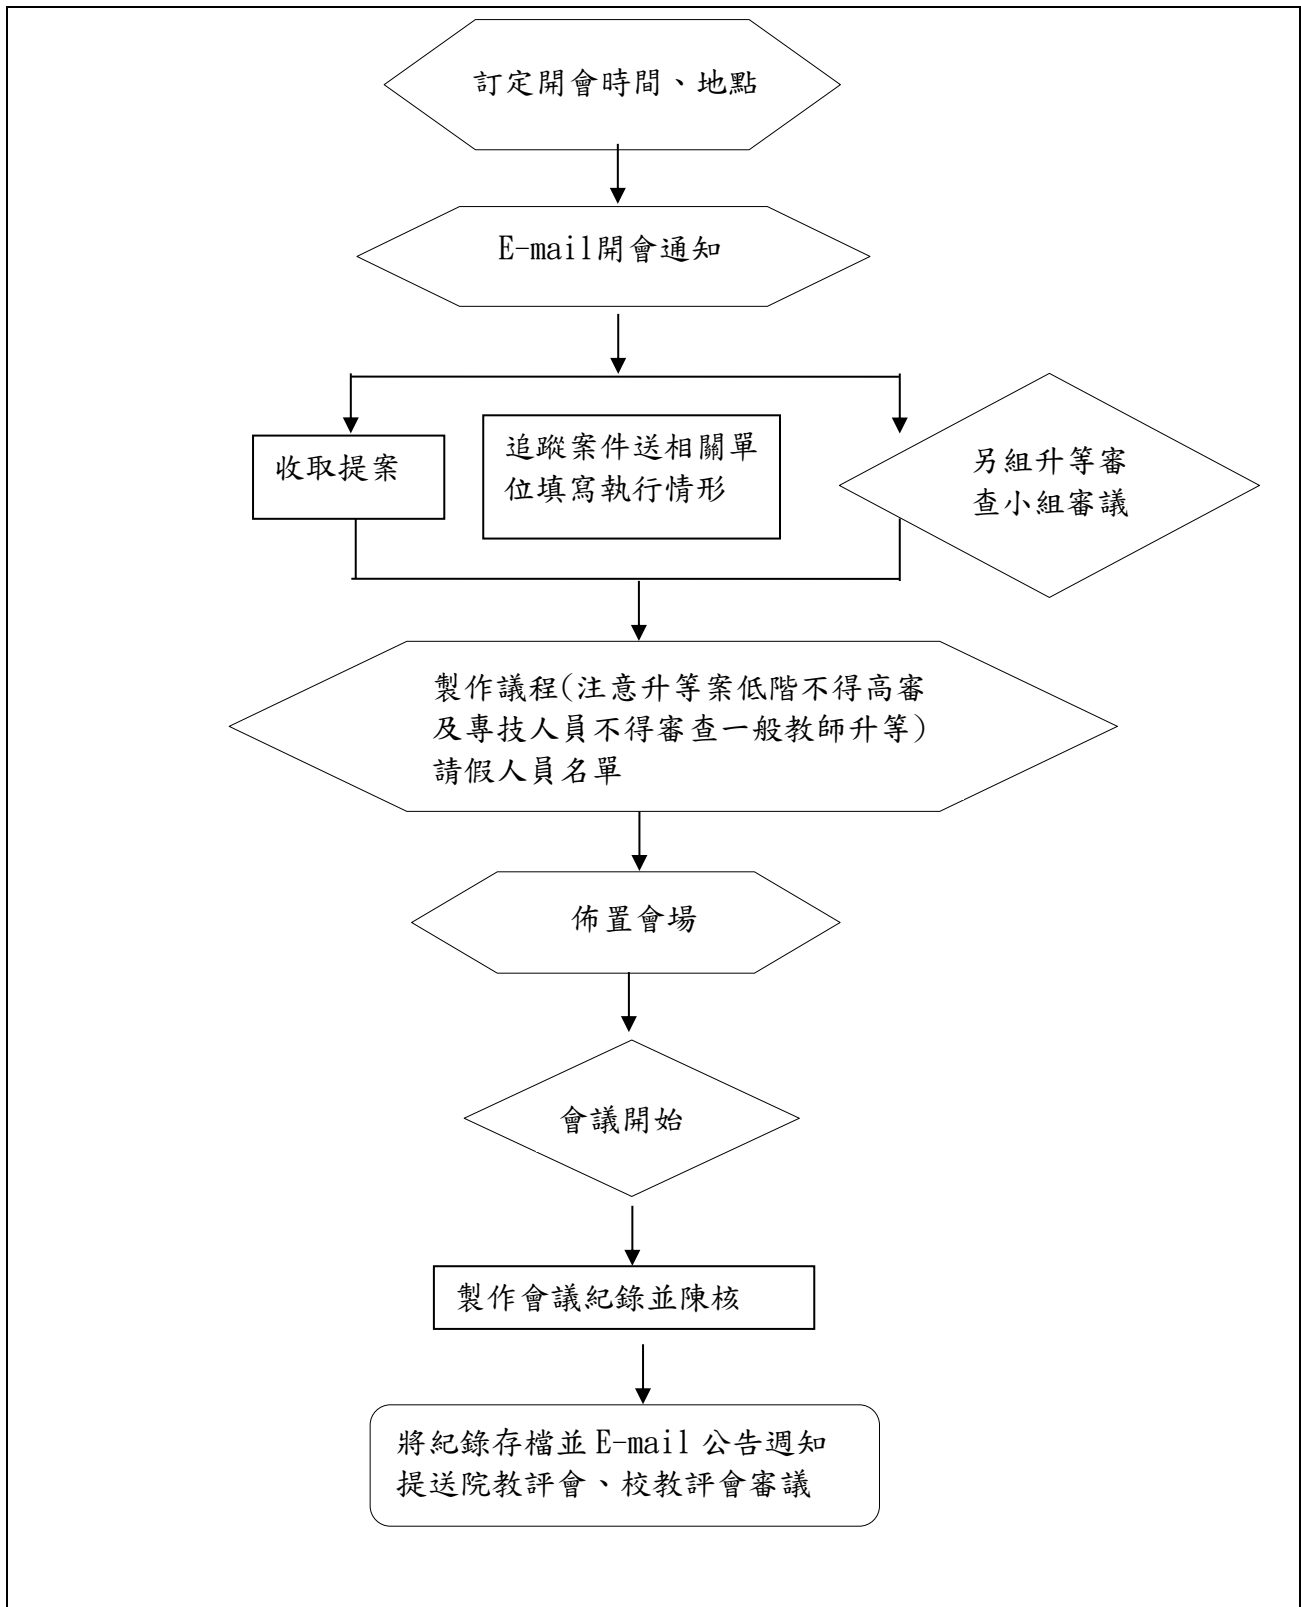 訂定開會時間、地點
E-mail開會通知
收取提案
追蹤案件送相關單
位填寫執行情形
另組升等審
查小組審議
製作議程(注意升等案低階不得高審
及專技人員不得審查一般教師升等)
請假人員名單
佈置會場
會議開始
製作會議紀錄並陳核
將紀錄存檔並 E-mail 公告週知
提送院教評會、校教評會審議